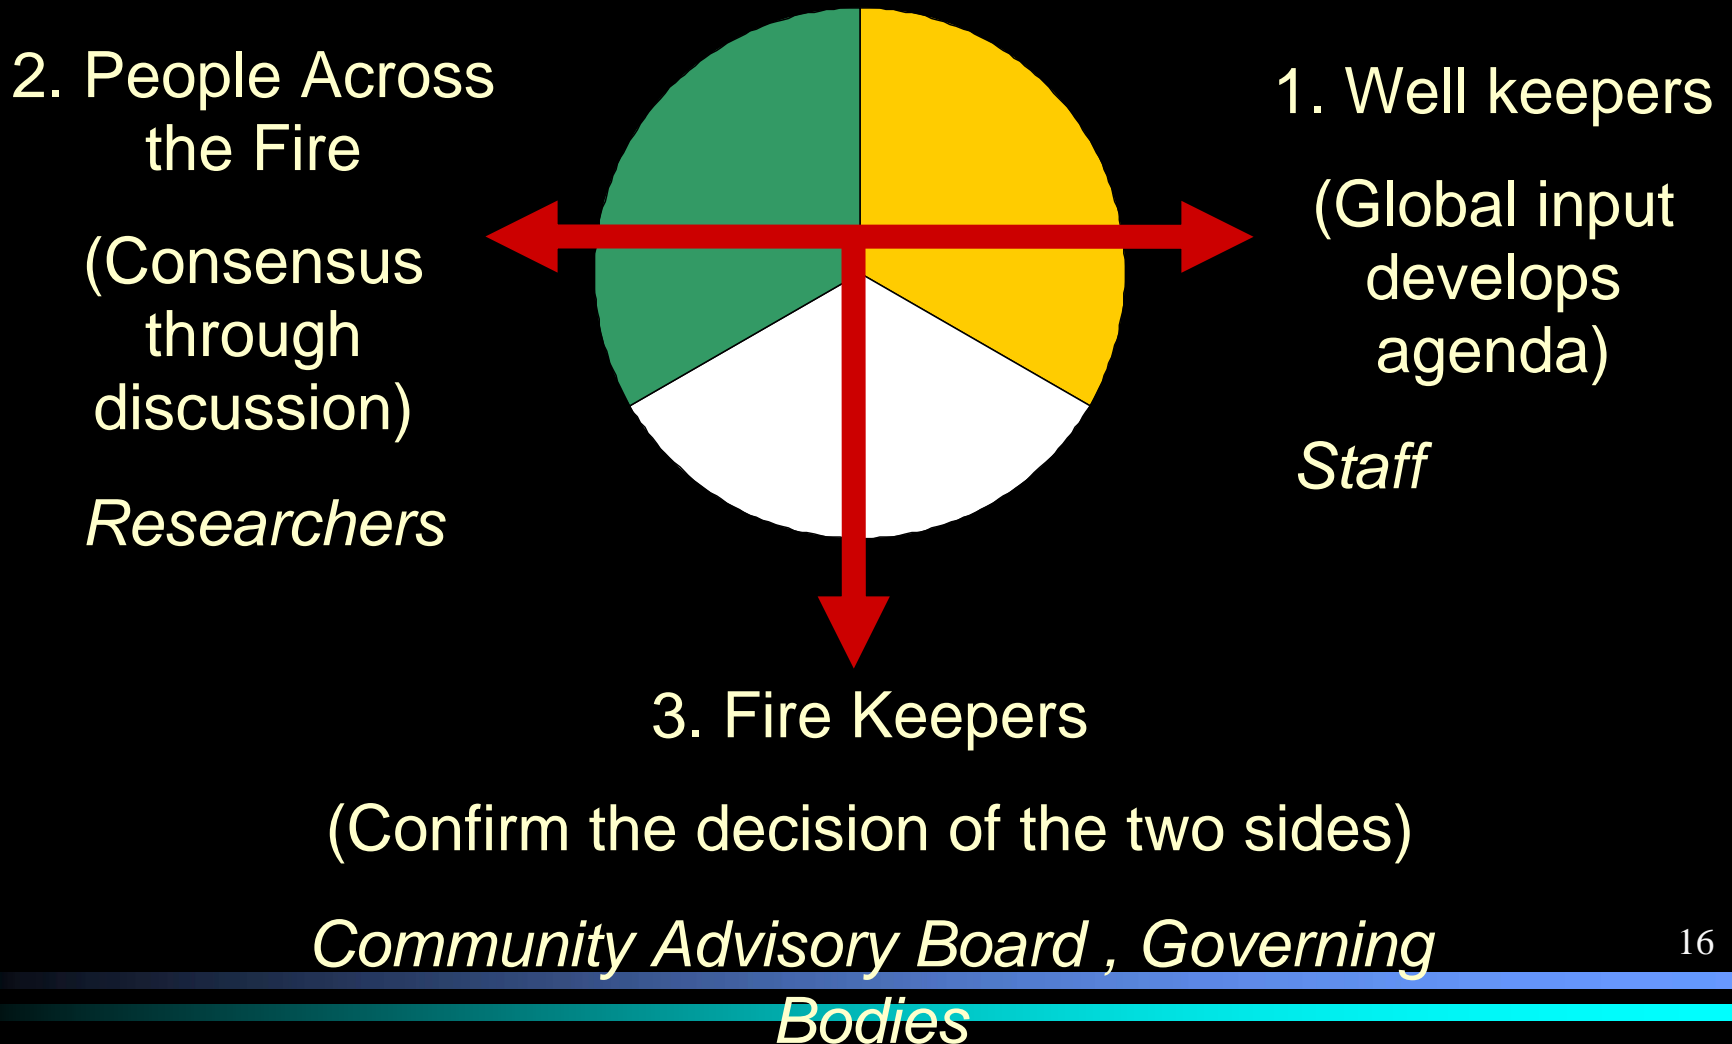 2. People Across
the Fire
(Consensus
through
discussion)
Researchers
1. Well keepers
(Global input
develops
agenda)
Staff
3. Fire Keepers
(Confirm the decision of the two sides)
Community Advisory Board , Governing
Bodies
16